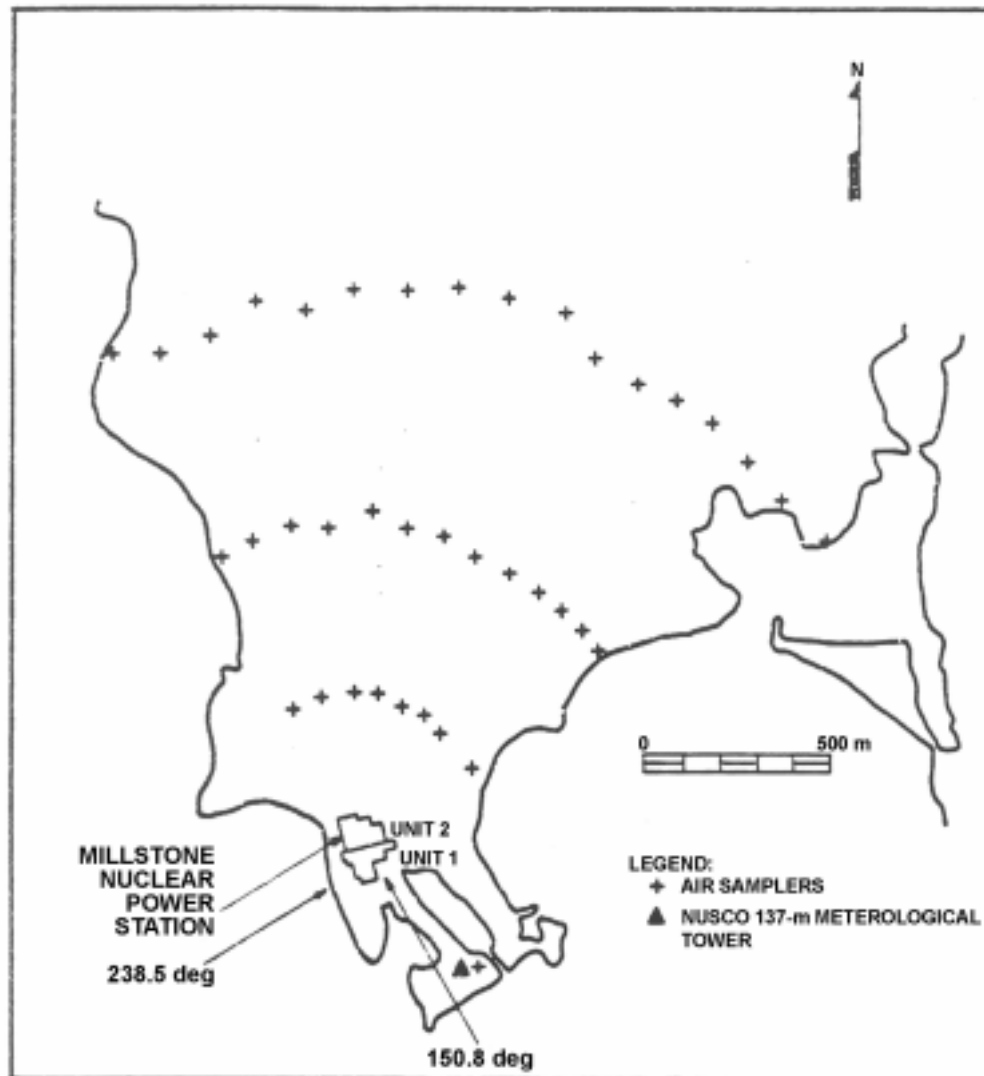 N
UNIT 2
UNIT 1
MILLSTONE
NUCLEAR
POWER
STATION
238.5 deg
150.8 deg
0 500 m
LEGEND:
AIR SAMPLERS
NUSCO 137-m METEROLOGICAL
TOWER